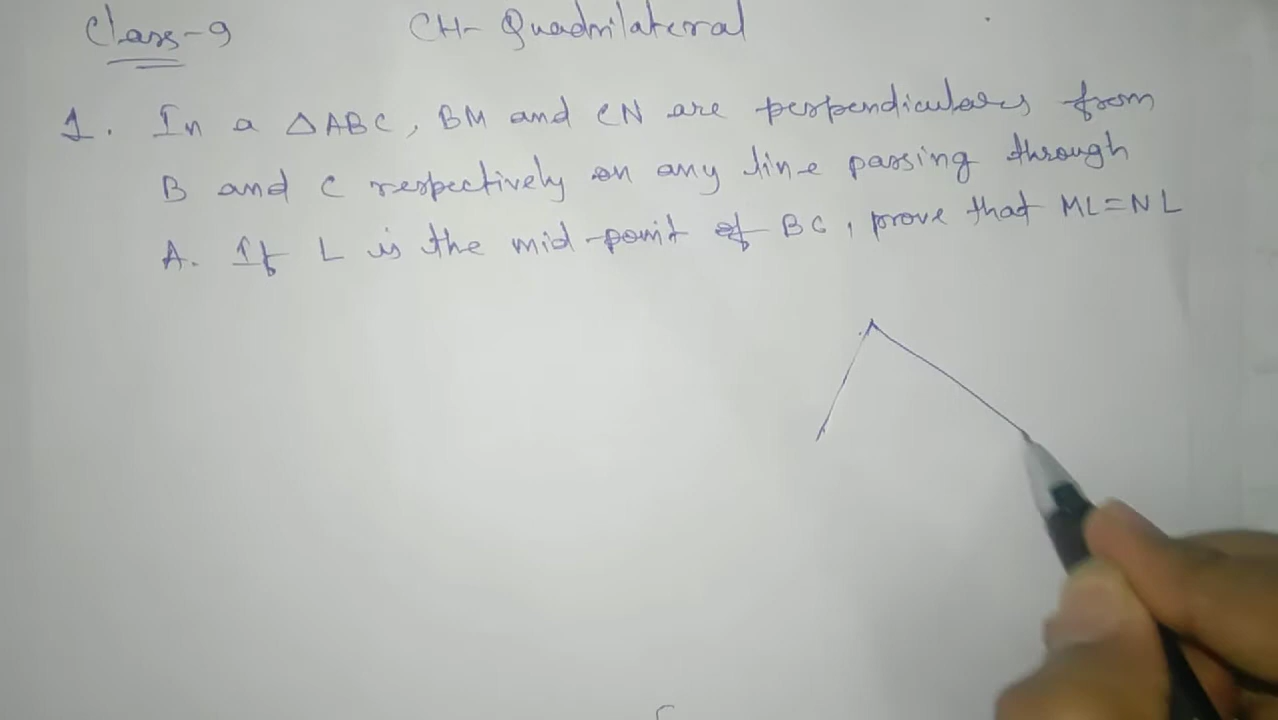 Class-9 CH- Quadrilateral
1. In a △ABC, BM and CN are perpendiculars from
B and C respectively on any line passing through
A. If L is the mid-point of BC, prove that ML=NL